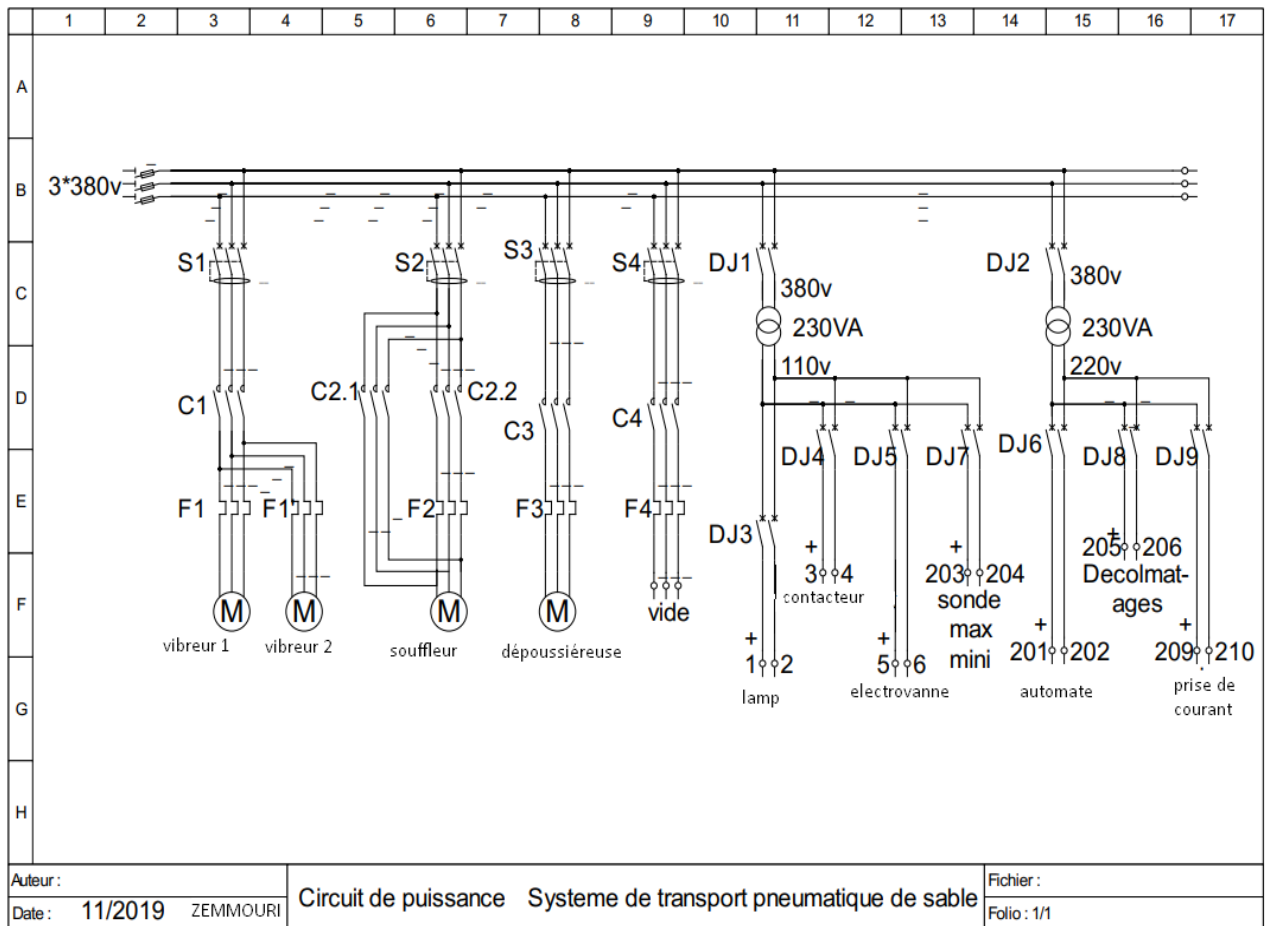 1 2 3 4 5 6 7 8 9 10 11 12 13 14 15 16 17
A
B
C
D
E
F
G
H
3*380v
S1 S2 S3 S4 DJ1 DJ2
380v 380v
230VA 230VA
110v 220v
C1 C2.1 C2.2 C3 C4
DJ4 DJ5 DJ7 DJ6 DJ8 DJ9
F1 F1 F2 F3 F4
DJ3
+ + +
3 4 203 204 205 206
contacteur
sonde
max
mini
Decolmat-
ages
M M M M
vide
vibreur 1 vibreur 2 souffleur dépoussiéreuse
+ + + +
1 2 5 6 201 202 209 210
lamp electrovanne automate
prise de
courant
Auteur :
Date : 11/2019 ZEMMOURI
Circuit de puissance Systeme de transport pneumatique de sable
Fichier :
Folio : 1/1